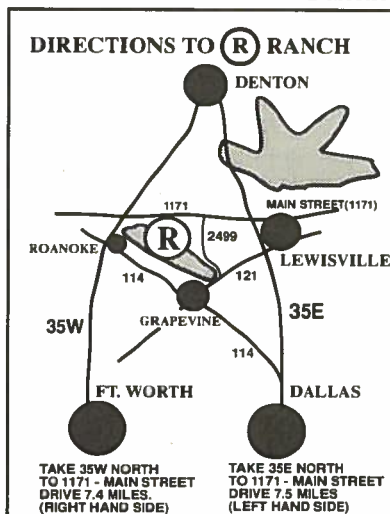 DIRECTIONS TO R RANCH
DENTON
1171
MAIN STREET (1171)
R
2499
ROANOKE
LEWISVILLE
114
121
GRAPEVINE
35W
35E
114
FT. WORTH
DALLAS
TAKE 35W NORTH
TO 1171 - MAIN STREET
DRIVE 7.4 MILES.
(RIGHT HAND SIDE)
TAKE 35E NORTH
TO 1171 - MAIN STREET
DRIVE 7.5 MILES
(LEFT HAND SIDE)